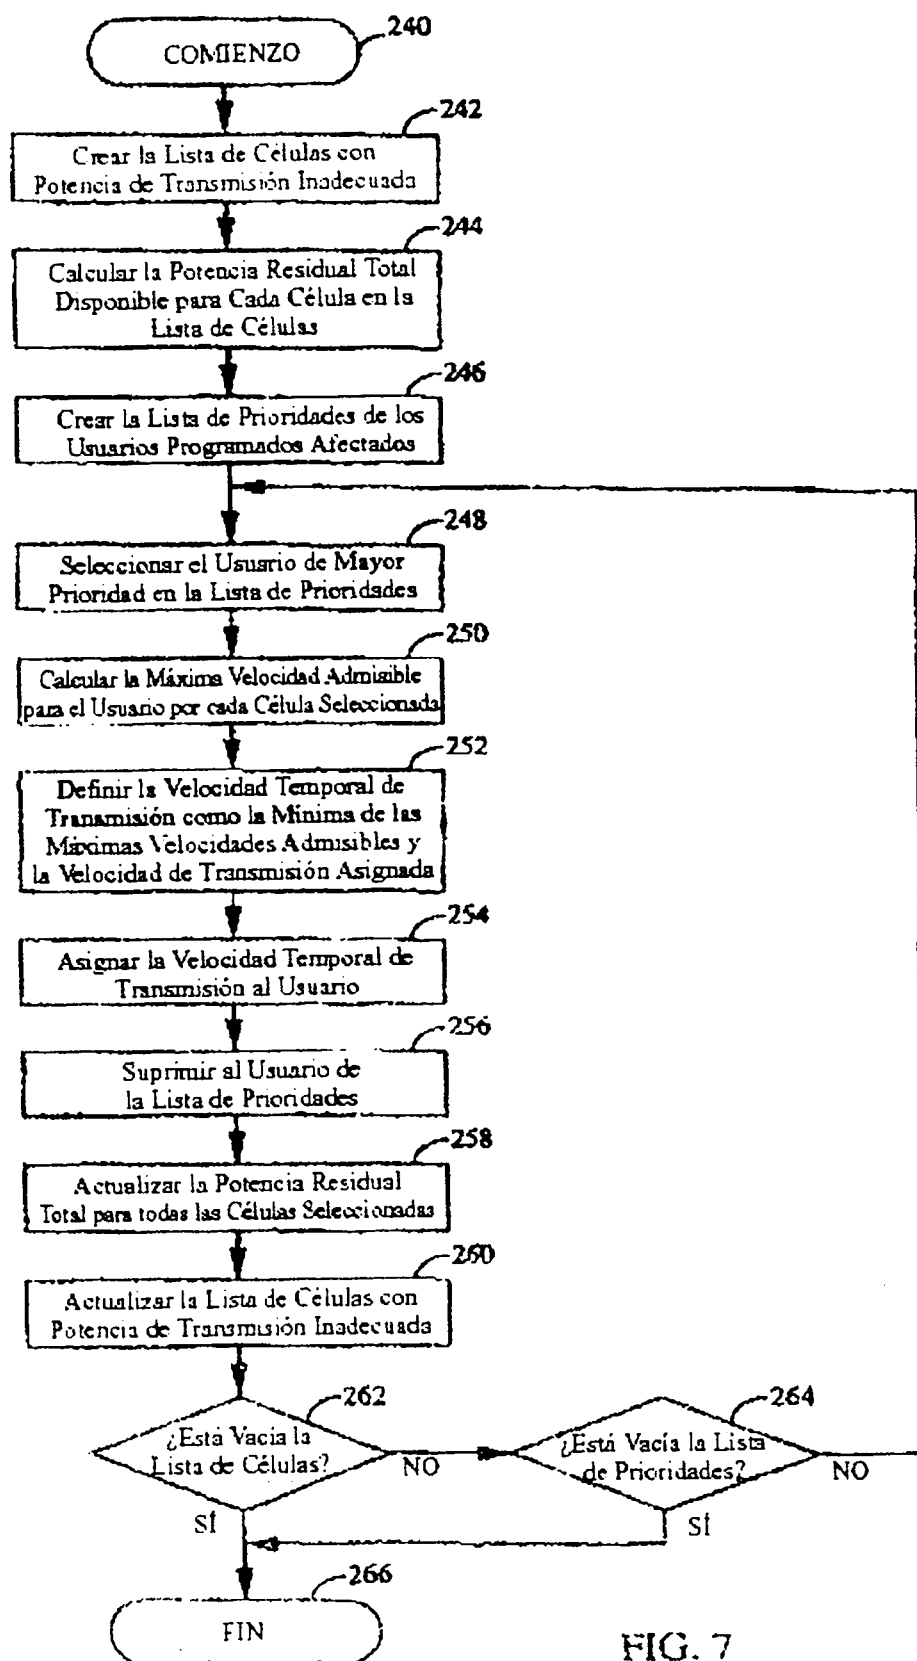 COMIENZO
240
242
Crear la Lista de Células con
Potencia de Transmisión Inadecuada
244
Calcular la Potencia Residual Total
Disponible para Cada Célula en la
Lista de Células
246
Crear la Lista de Prioridades de los
Usuarios Programados Afectados
248
Seleccionar el Usuario de Mayor
Prioridad en la Lista de Prioridades
250
Calcular la Máxima Velocidad Admisible
para el Usuario por cada Célula Seleccionada
252
Definir la Velocidad Temporal de
Transmisión como la Mínima de las
Máximas Velocidades Admisibles y
la Velocidad de Transmisión Asignada
254
Asignar la Velocidad Temporal de
Transmisión al Usuario
256
Suprimir al Usuario de
la Lista de Prioridades
258
Actualizar la Potencia Residual
Total para todas las Células Seleccionadas
260
Actualizar la Lista de Células con
Potencia de Transmisión Inadecuada
262
¿Está Vacía la
Lista de Células?
NO
SÍ
264
¿Está Vacía la Lista
de Prioridades?
NO
SÍ
266
FIN
FIG. 7